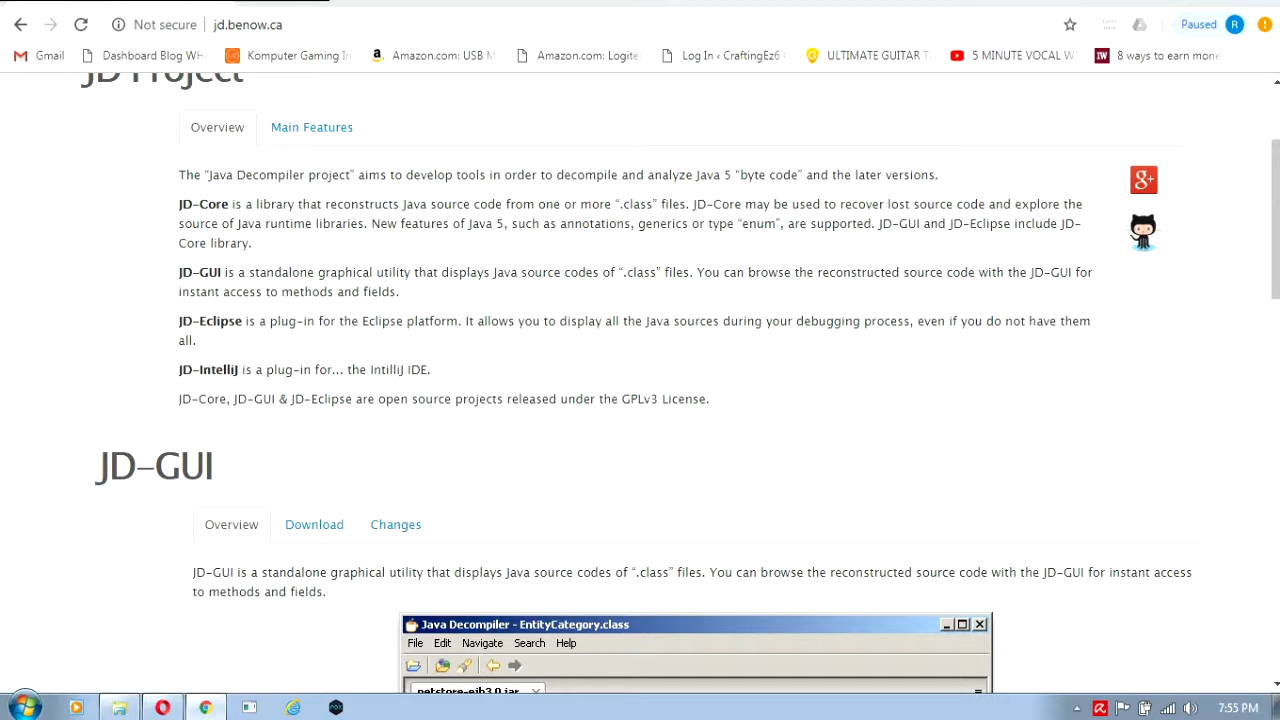 Not secure | jd.benow.ca
Paused R
Gmail Dashboard Blog WH Komputer Gaming In Amazon.com: USB M Amazon.com: Logite Log In ‹ CraftingEz6 ULTIMATE GUITAR T 5 MINUTE VOCAL W IW 8 ways to earn mone
JD Project
Overview Main Features
The "Java Decompiler project" aims to develop tools in order to decompile and analyze Java 5 "byte code" and the later versions.
g+
JD-Core is a library that reconstructs Java source code from one or more ".class" files. JD-Core may be used to recover lost source code and explore the
source of Java runtime libraries. New features of Java 5, such as annotations, generics or type "enum", are supported. JD-GUI and JD-Eclipse include JD-
Core library.
JD-GUI is a standalone graphical utility that displays Java source codes of ".class" files. You can browse the reconstructed source code with the JD-GUI for
instant access to methods and fields.
JD-Eclipse is a plug-in for the Eclipse platform. It allows you to display all the Java sources during your debugging process, even if you do not have them
all.
JD-IntelliJ is a plug-in for... the IntilliJ IDE.
JD-Core, JD-GUI & JD-Eclipse are open source projects released under the GPLv3 License.
JD-GUI
Overview Download Changes
JD-GUI is a standalone graphical utility that displays Java source codes of ".class" files. You can browse the reconstructed source code with the JD-GUI for instant access
to methods and fields.
Java Decompiler - EntityCategory.class
File Edit Navigate Search Help
petstore-ejb3.0.jar
7:55 PM